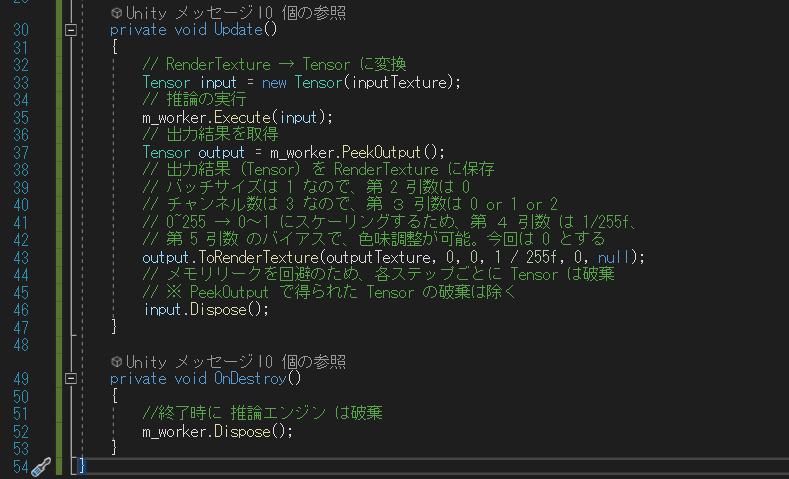 Unity メッセージ|0 個の参照
30 private void Update()
31 {
32 // RenderTexture → Tensor に変換
33 Tensor input = new Tensor(inputTexture);
34 // 推論の実行
35 m_worker.Execute(input);
36 // 出力結果を取得
37 Tensor output = m_worker.PeekOutput();
38 // 出力結果 (Tensor) を RenderTexture に保存
39 // バッチサイズは 1 なので、第 2 引数は 0
40 // チャンネル数は 3 なので、第 3 引数は 0 or 1 or 2
41 // 0~255 → 0～1 にスケーリングするため、第 4 引数 は 1/255f、
42 // 第 5 引数 のバイアスで、色味調整が可能。今回は 0 とする
43 output.ToRenderTexture(outputTexture, 0, 0, 1 / 255f, 0, null);
44 // メモリリークを回避のため、各ステップごとに Tensor は破棄
45 // ※ PeekOutput で得られた Tensor の破棄は除く
46 input.Dispose();
47 }
48
Unity メッセージ|0 個の参照
49 private void OnDestroy()
50 {
51 //終了時に 推論エンジン は破棄
52 m_worker.Dispose();
53 }
54 }